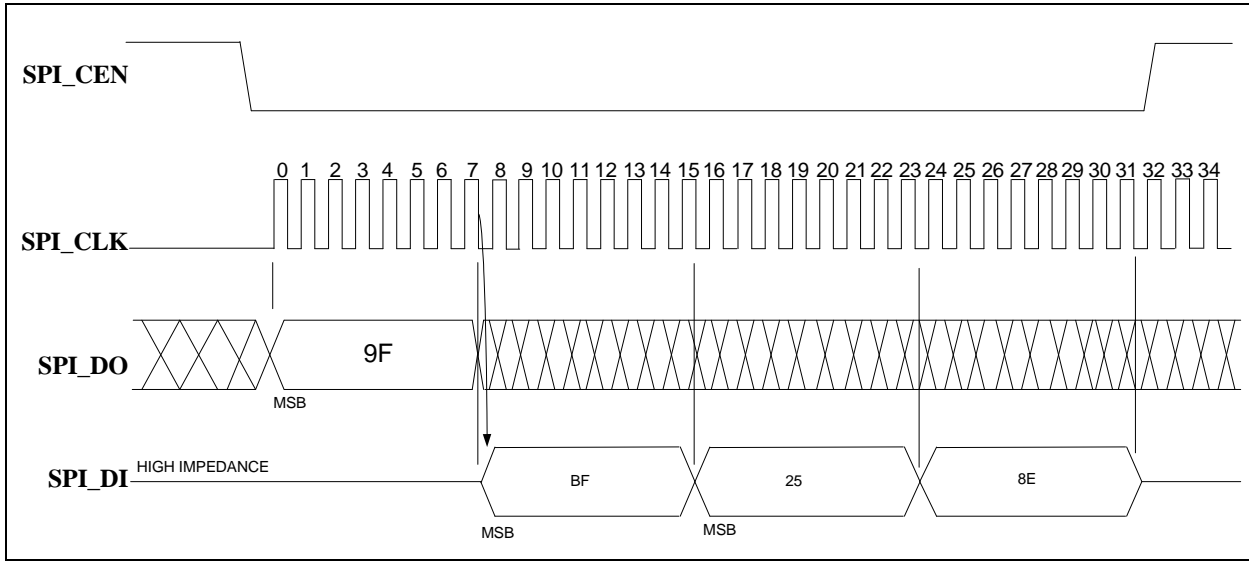 SPI_CEN
0 1 2 3 4 5 6 7 8 9 10 11 12 13 14 15 16 17 18 19 20 21 22 23 24 25 26 27 28 29 30 31 32 33 34
SPI_CLK
9F
SPI_DO
MSB
HIGH IMPEDANCE
SPI_DI
BF 25 8E
MSB MSB